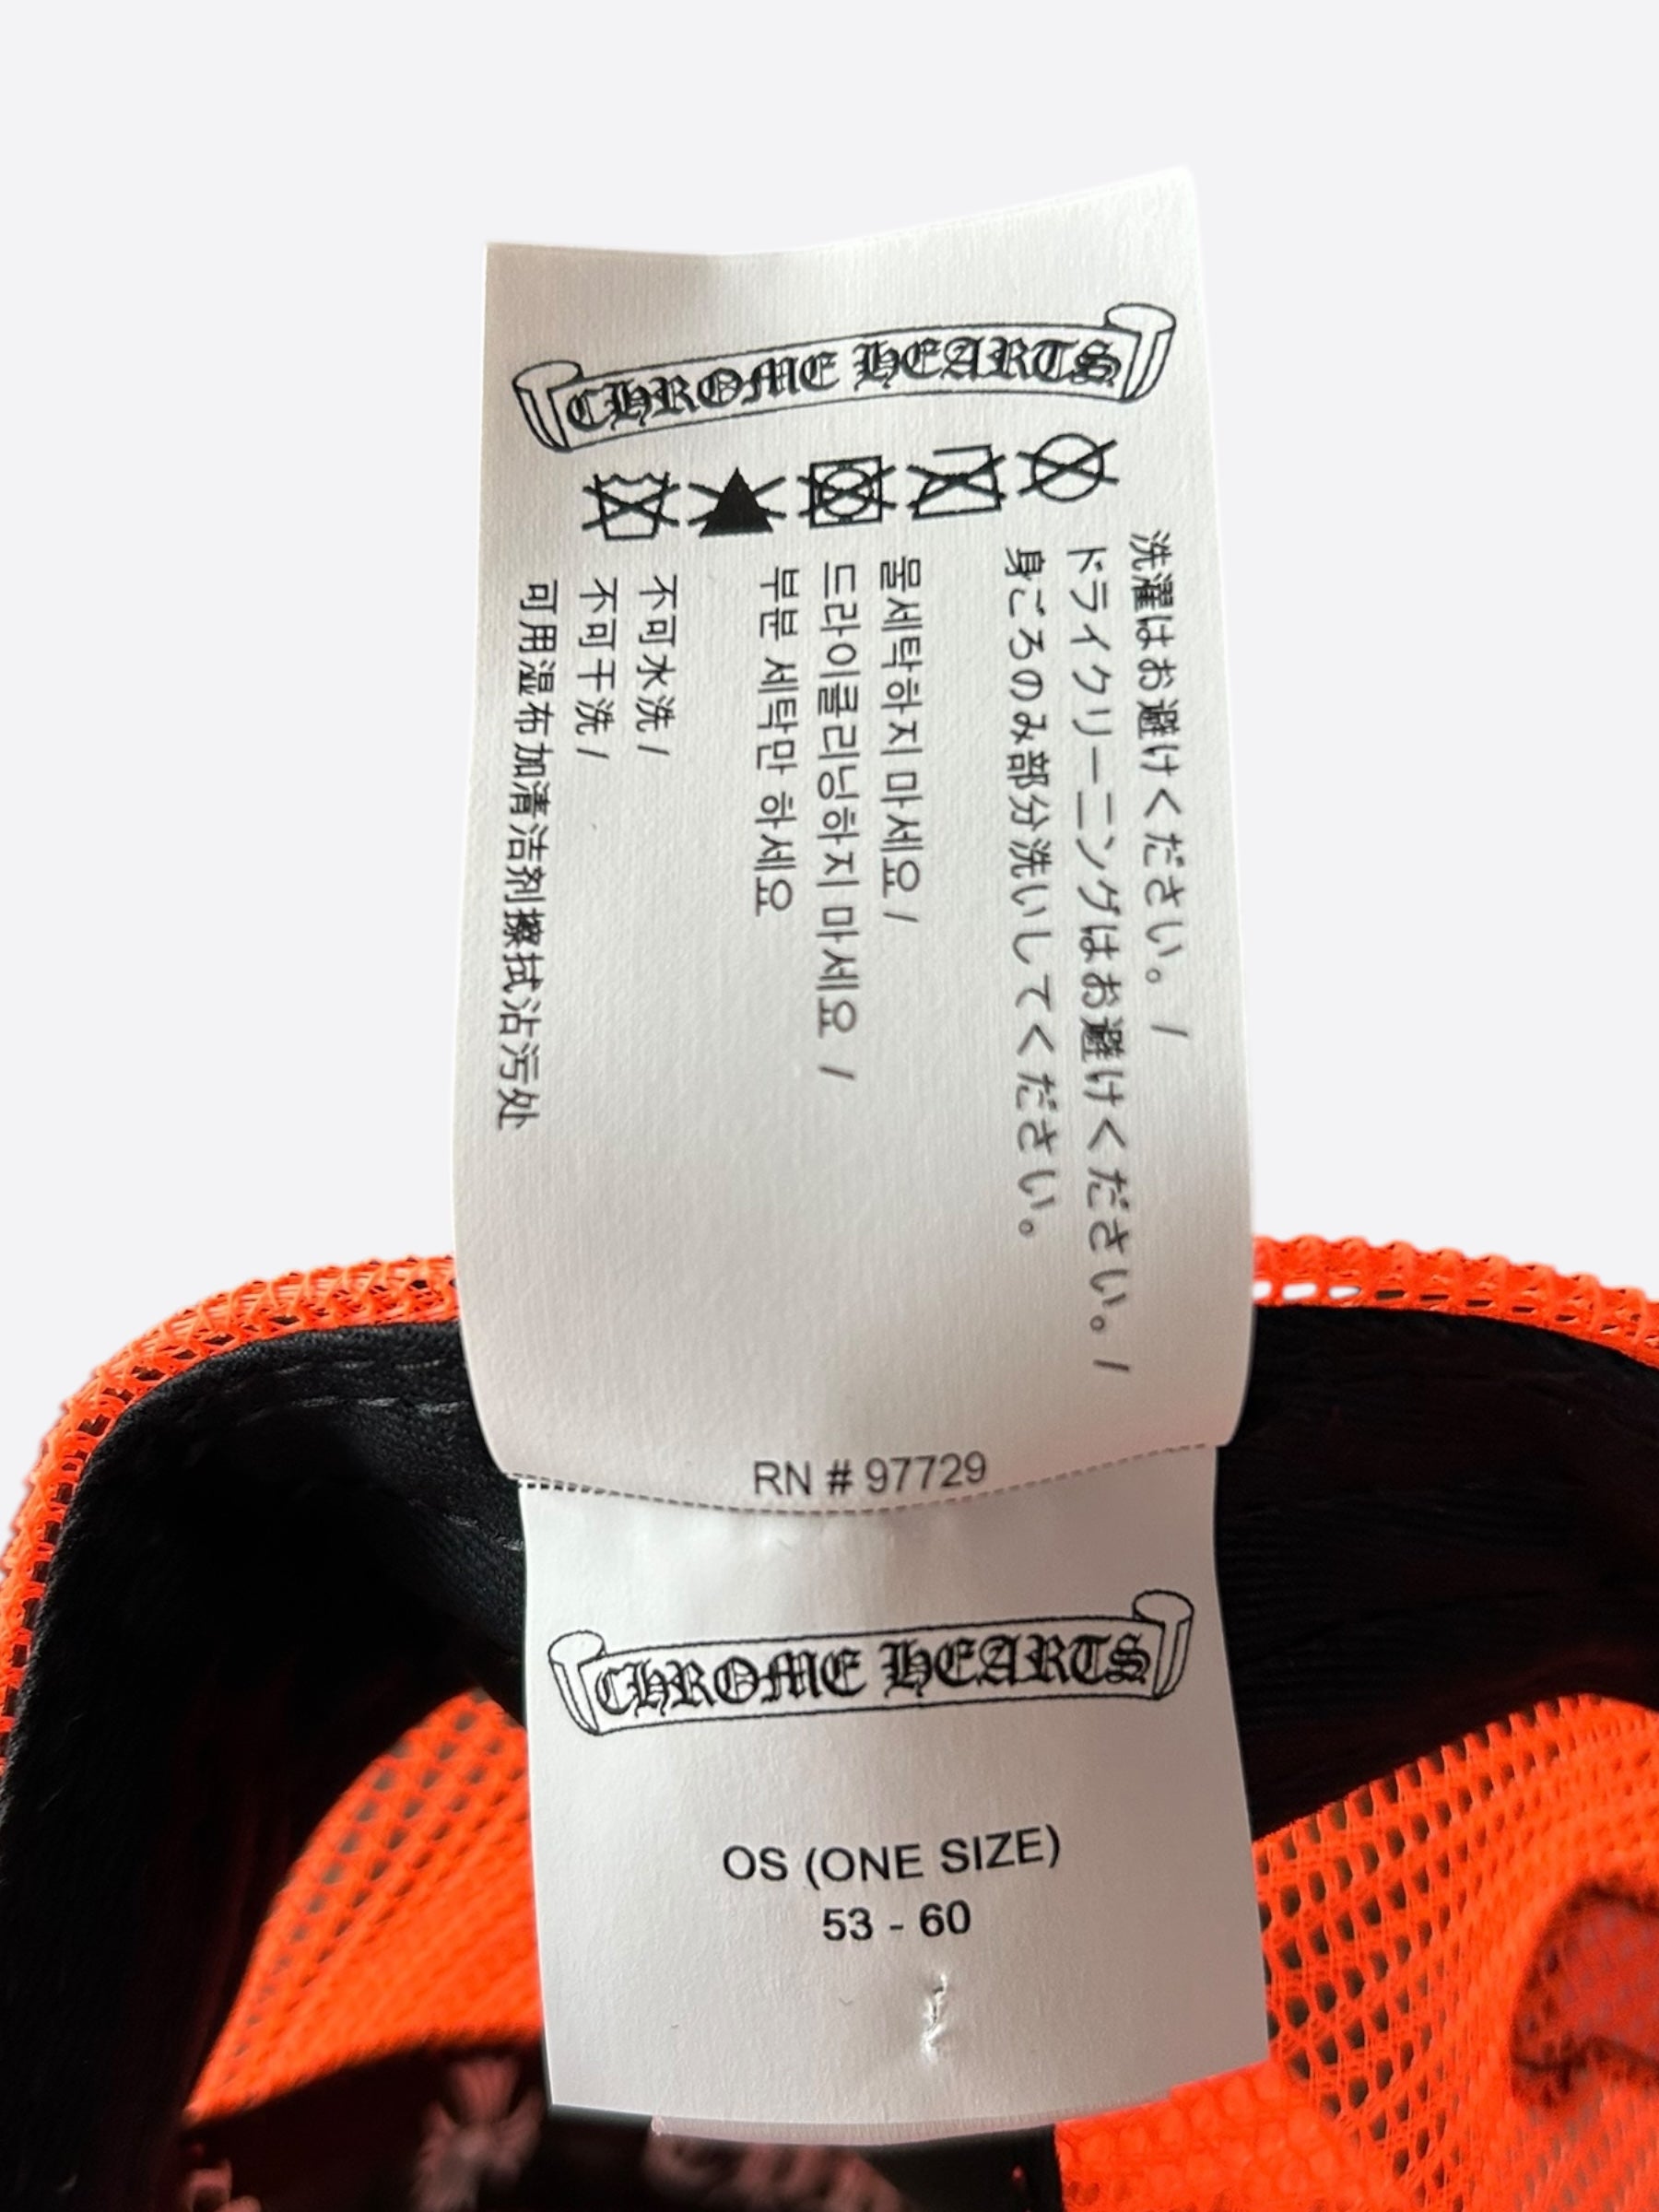 CHROME HEARTS
洗濯はお避けください。/
ドライクリーニングはお避けください。/
身ごろのみ部分洗いしてください。
물세탁하지 마세요 /
드라이클리닝하지 마세요 /
부분 세탁만 하세요
不可水洗 /
不可干洗 /
可用湿布加清洁剂擦拭沾污处
RN # 97729
CHROME HEARTS
OS (ONE SIZE)
53 - 60